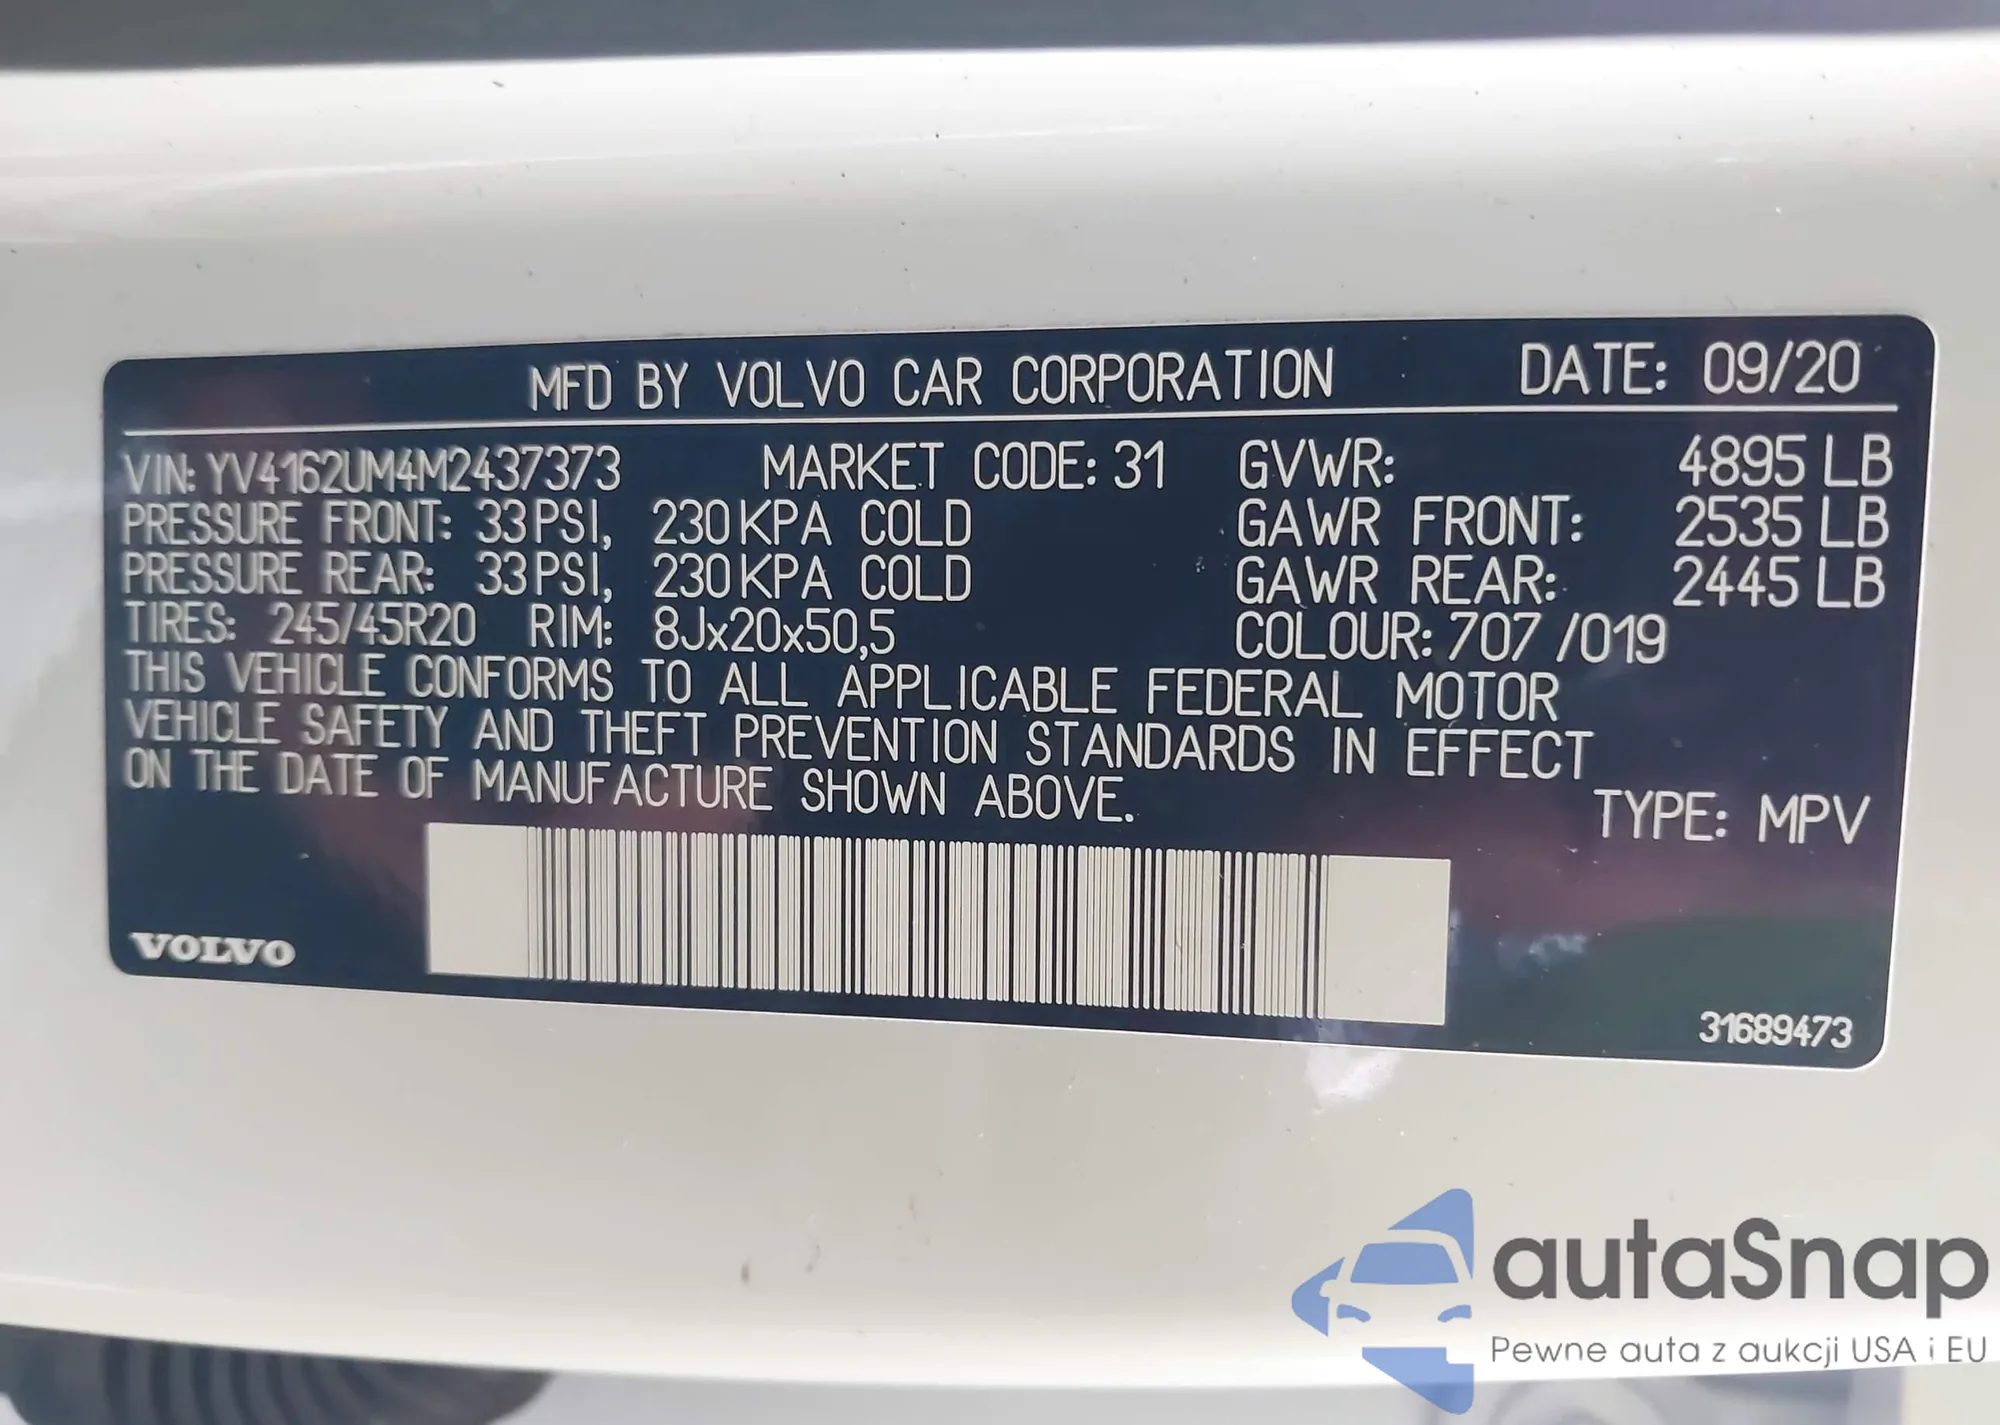 MFD BY VOLVO CAR CORPORATION DATE: 09/20
VIN: YV4162UM4M2437373 MARKET CODE: 31 GVWR: 4895 LB
PRESSURE FRONT: 33 PSI, 230 KPA COLD GAWR FRONT: 2535 LB
PRESSURE REAR: 33 PSI, 230 KPA COLD GAWR REAR: 2445 LB
TIRES: 245/45R20 RIM: 8Jx20x50,5 COLOUR: 707 /019
THIS VEHICLE CONFORMS TO ALL APPLICABLE FEDERAL MOTOR
VEHICLE SAFETY AND THEFT PREVENTION STANDARDS IN EFFECT
ON THE DATE OF MANUFACTURE SHOWN ABOVE.
TYPE: MPV
VOLVO
31689473
autaSnap
Pewne auta z aukcji USA i EU